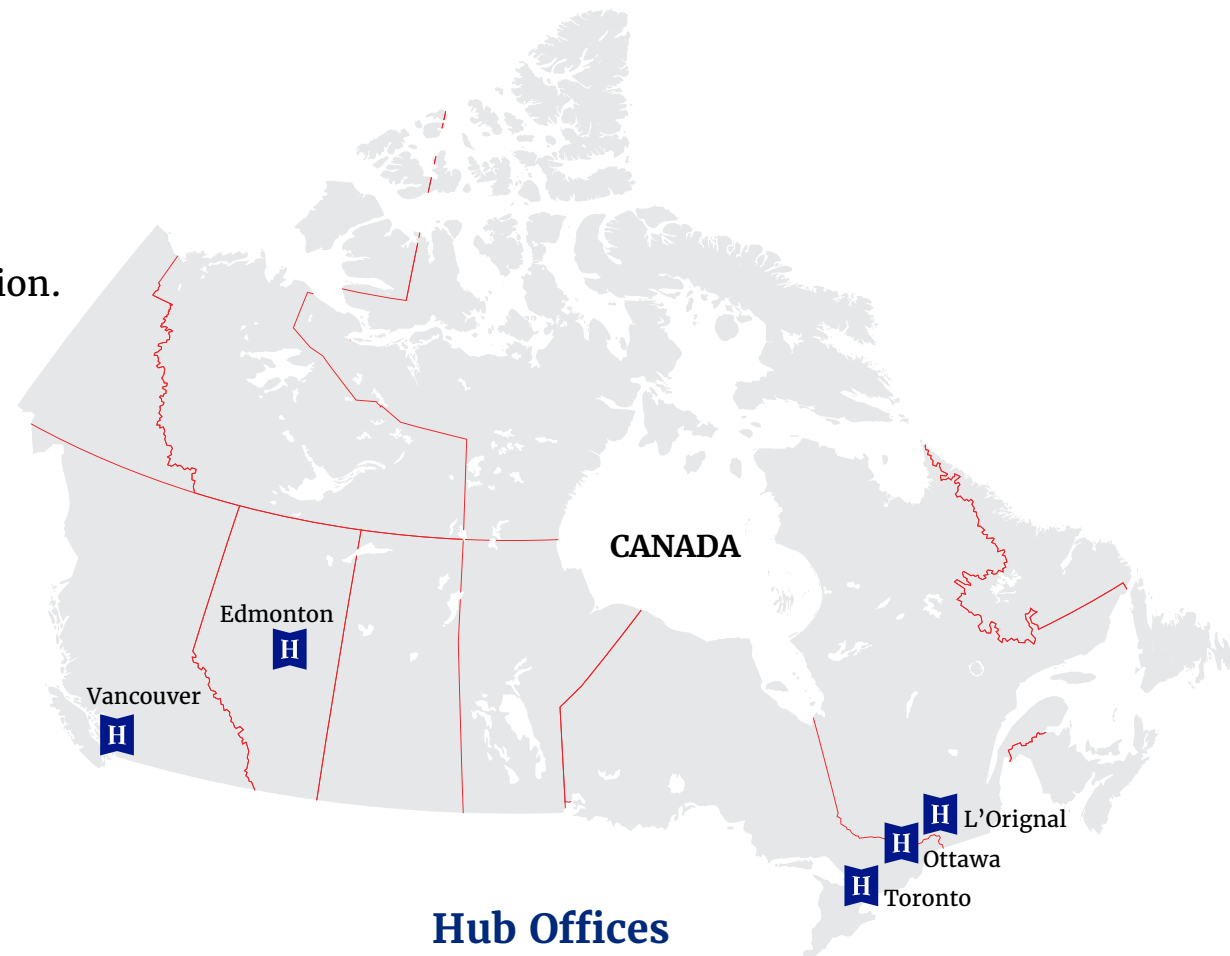 ion.
CANADA
Edmonton
H
Vancouver
H
H L’Orignal
H Ottawa
H Toronto
Hub Offices